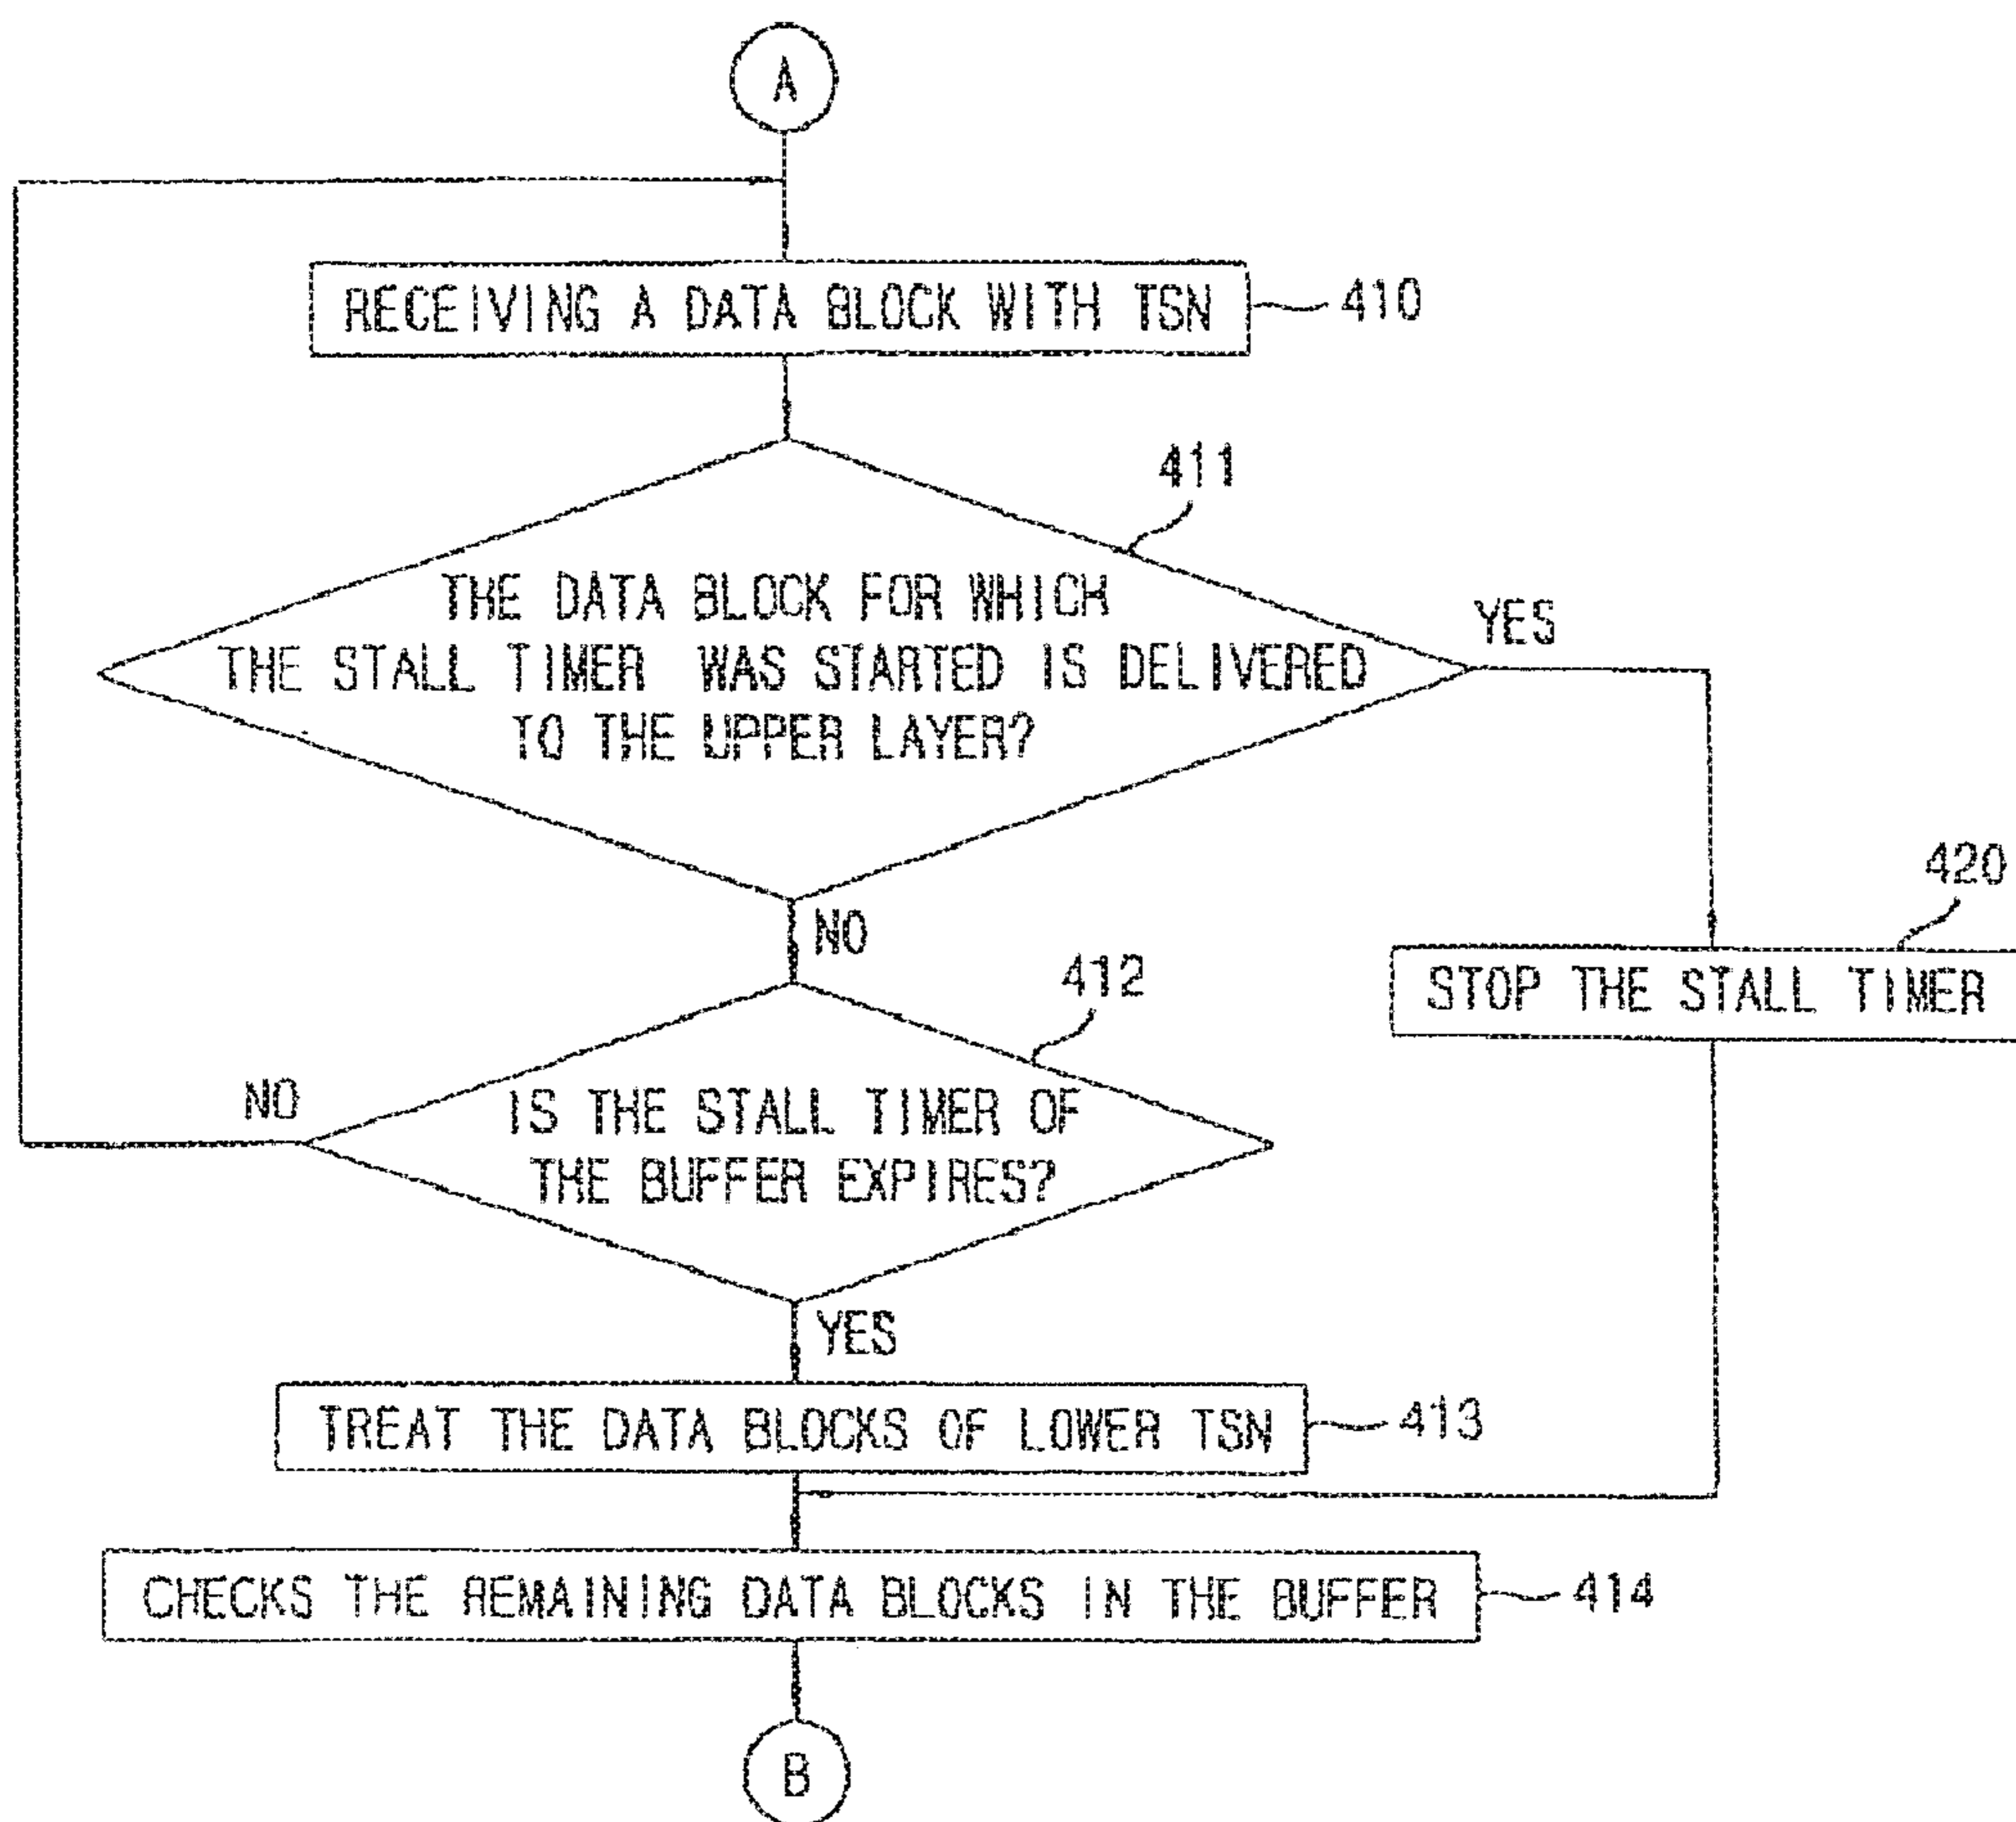 A
RECEIVING A DATA BLOCK WITH TSN
410
411
THE DATA BLOCK FOR WHICH
THE STALL TIMER WAS STARTED IS DELIVERED
TO THE UPPER LAYER?
YES
NO
420
STOP THE STALL TIMER
412
NO
IS THE STALL TIMER OF
THE BUFFER EXPIRES?
YES
TREAT THE DATA BLOCKS OF LOWER TSN
413
CHECKS THE REMAINING DATA BLOCKS IN THE BUFFER
414
B